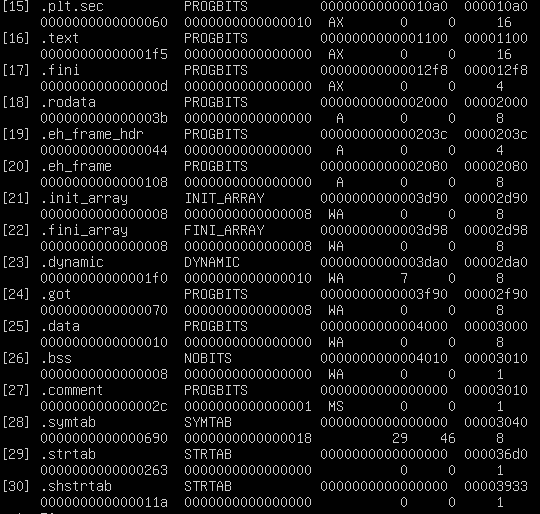 [15] .plt.sec PROGBITS 00000000000010a0 000010a0
0000000000000060 0000000000000010 AX 0 0 16
[16] .text PROGBITS 0000000000001100 00001100
00000000000001f5 0000000000000000 AX 0 0 16
[17] .fini PROGBITS 00000000000012f8 000012f8
000000000000000d 0000000000000000 AX 0 0 4
[18] .rodata PROGBITS 0000000000002000 00002000
000000000000003b 0000000000000000 A 0 0 8
[19] .eh_frame_hdr PROGBITS 000000000000203c 0000203c
0000000000000044 0000000000000000 A 0 0 4
[20] .eh_frame PROGBITS 0000000000002080 00002080
0000000000000108 0000000000000000 A 0 0 8
[21] .init_array INIT_ARRAY 0000000000003d90 00002d90
0000000000000008 0000000000000008 WA 0 0 8
[22] .fini_array FINI_ARRAY 0000000000003d98 00002d98
0000000000000008 0000000000000008 WA 0 0 8
[23] .dynamic DYNAMIC 0000000000003da0 00002da0
00000000000001f0 0000000000000010 WA 7 0 8
[24] .got PROGBITS 0000000000003f90 00002f90
0000000000000070 0000000000000008 WA 0 0 8
[25] .data PROGBITS 0000000000004000 00003000
0000000000000010 0000000000000000 WA 0 0 8
[26] .bss NOBITS 0000000000004010 00003010
0000000000000008 0000000000000000 WA 0 0 1
[27] .comment PROGBITS 0000000000000000 00003010
000000000000002c 0000000000000001 MS 0 0 1
[28] .symtab SYMTAB 0000000000000000 00003040
0000000000000690 0000000000000018 29 46 8
[29] .strtab STRTAB 0000000000000000 000036d0
0000000000000263 0000000000000000 0 0 1
[30] .shstrtab STRTAB 0000000000000000 00003933
000000000000011a 0000000000000000 0 0 1